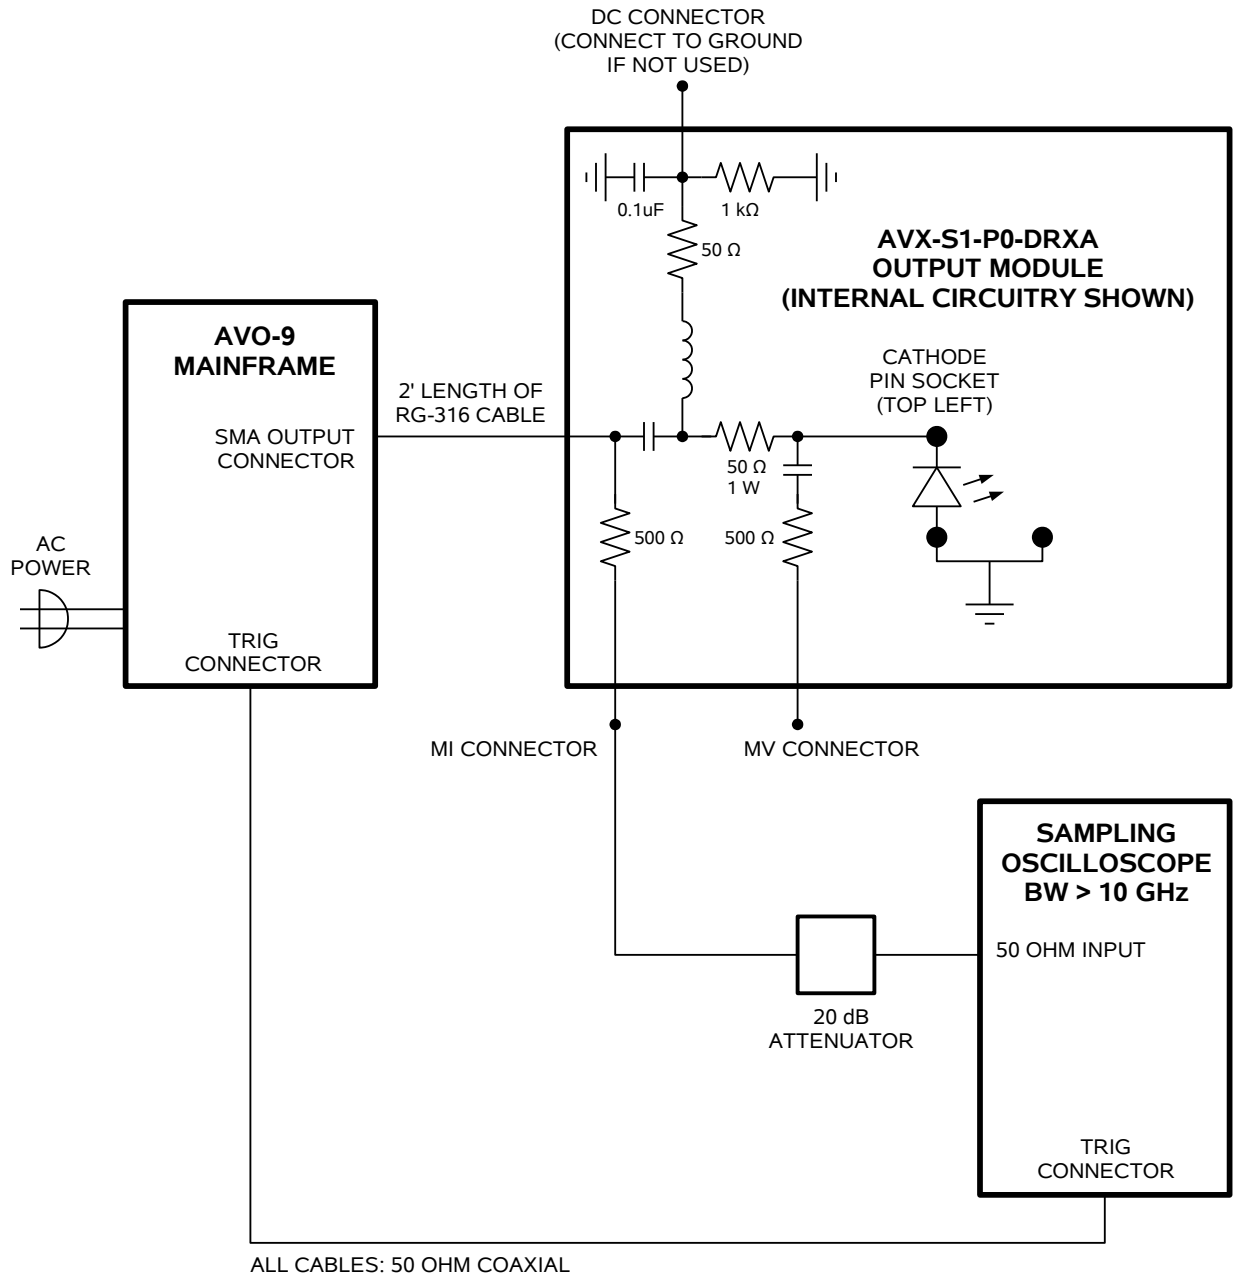 DC CONNECTOR
(CONNECT TO GROUND
IF NOT USED)
0.1uF
1 kΩ
50 Ω
AVX-S1-P0-DRXA
OUTPUT MODULE
(INTERNAL CIRCUITRY SHOWN)
AVO-9
MAINFRAME
SMA OUTPUT
CONNECTOR
2' LENGTH OF
RG-316 CABLE
CATHODE
PIN SOCKET
(TOP LEFT)
50 Ω
1 W
500 Ω
500 Ω
AC
POWER
TRIG
CONNECTOR
MI CONNECTOR
MV CONNECTOR
SAMPLING
OSCILLOSCOPE
BW > 10 GHz
50 OHM INPUT
20 dB
ATTENUATOR
TRIG
CONNECTOR
ALL CABLES: 50 OHM COAXIAL